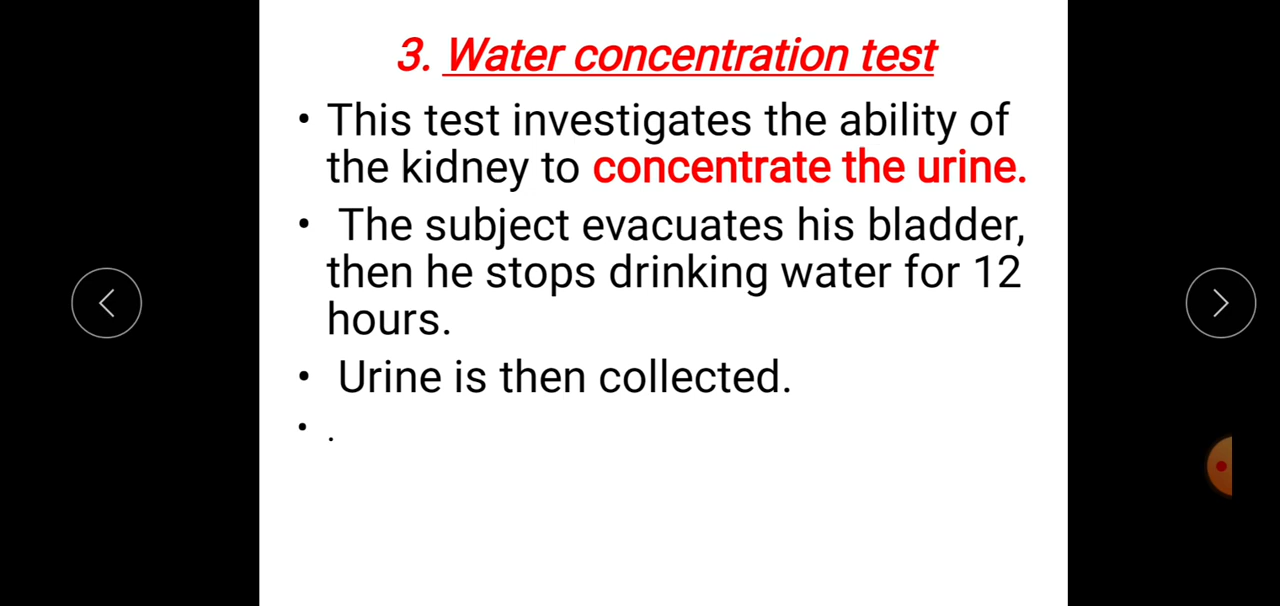 3. Water concentration test
• This test investigates the ability of
the kidney to concentrate the urine.
• The subject evacuates his bladder,
then he stops drinking water for 12
hours.
• Urine is then collected.
• .